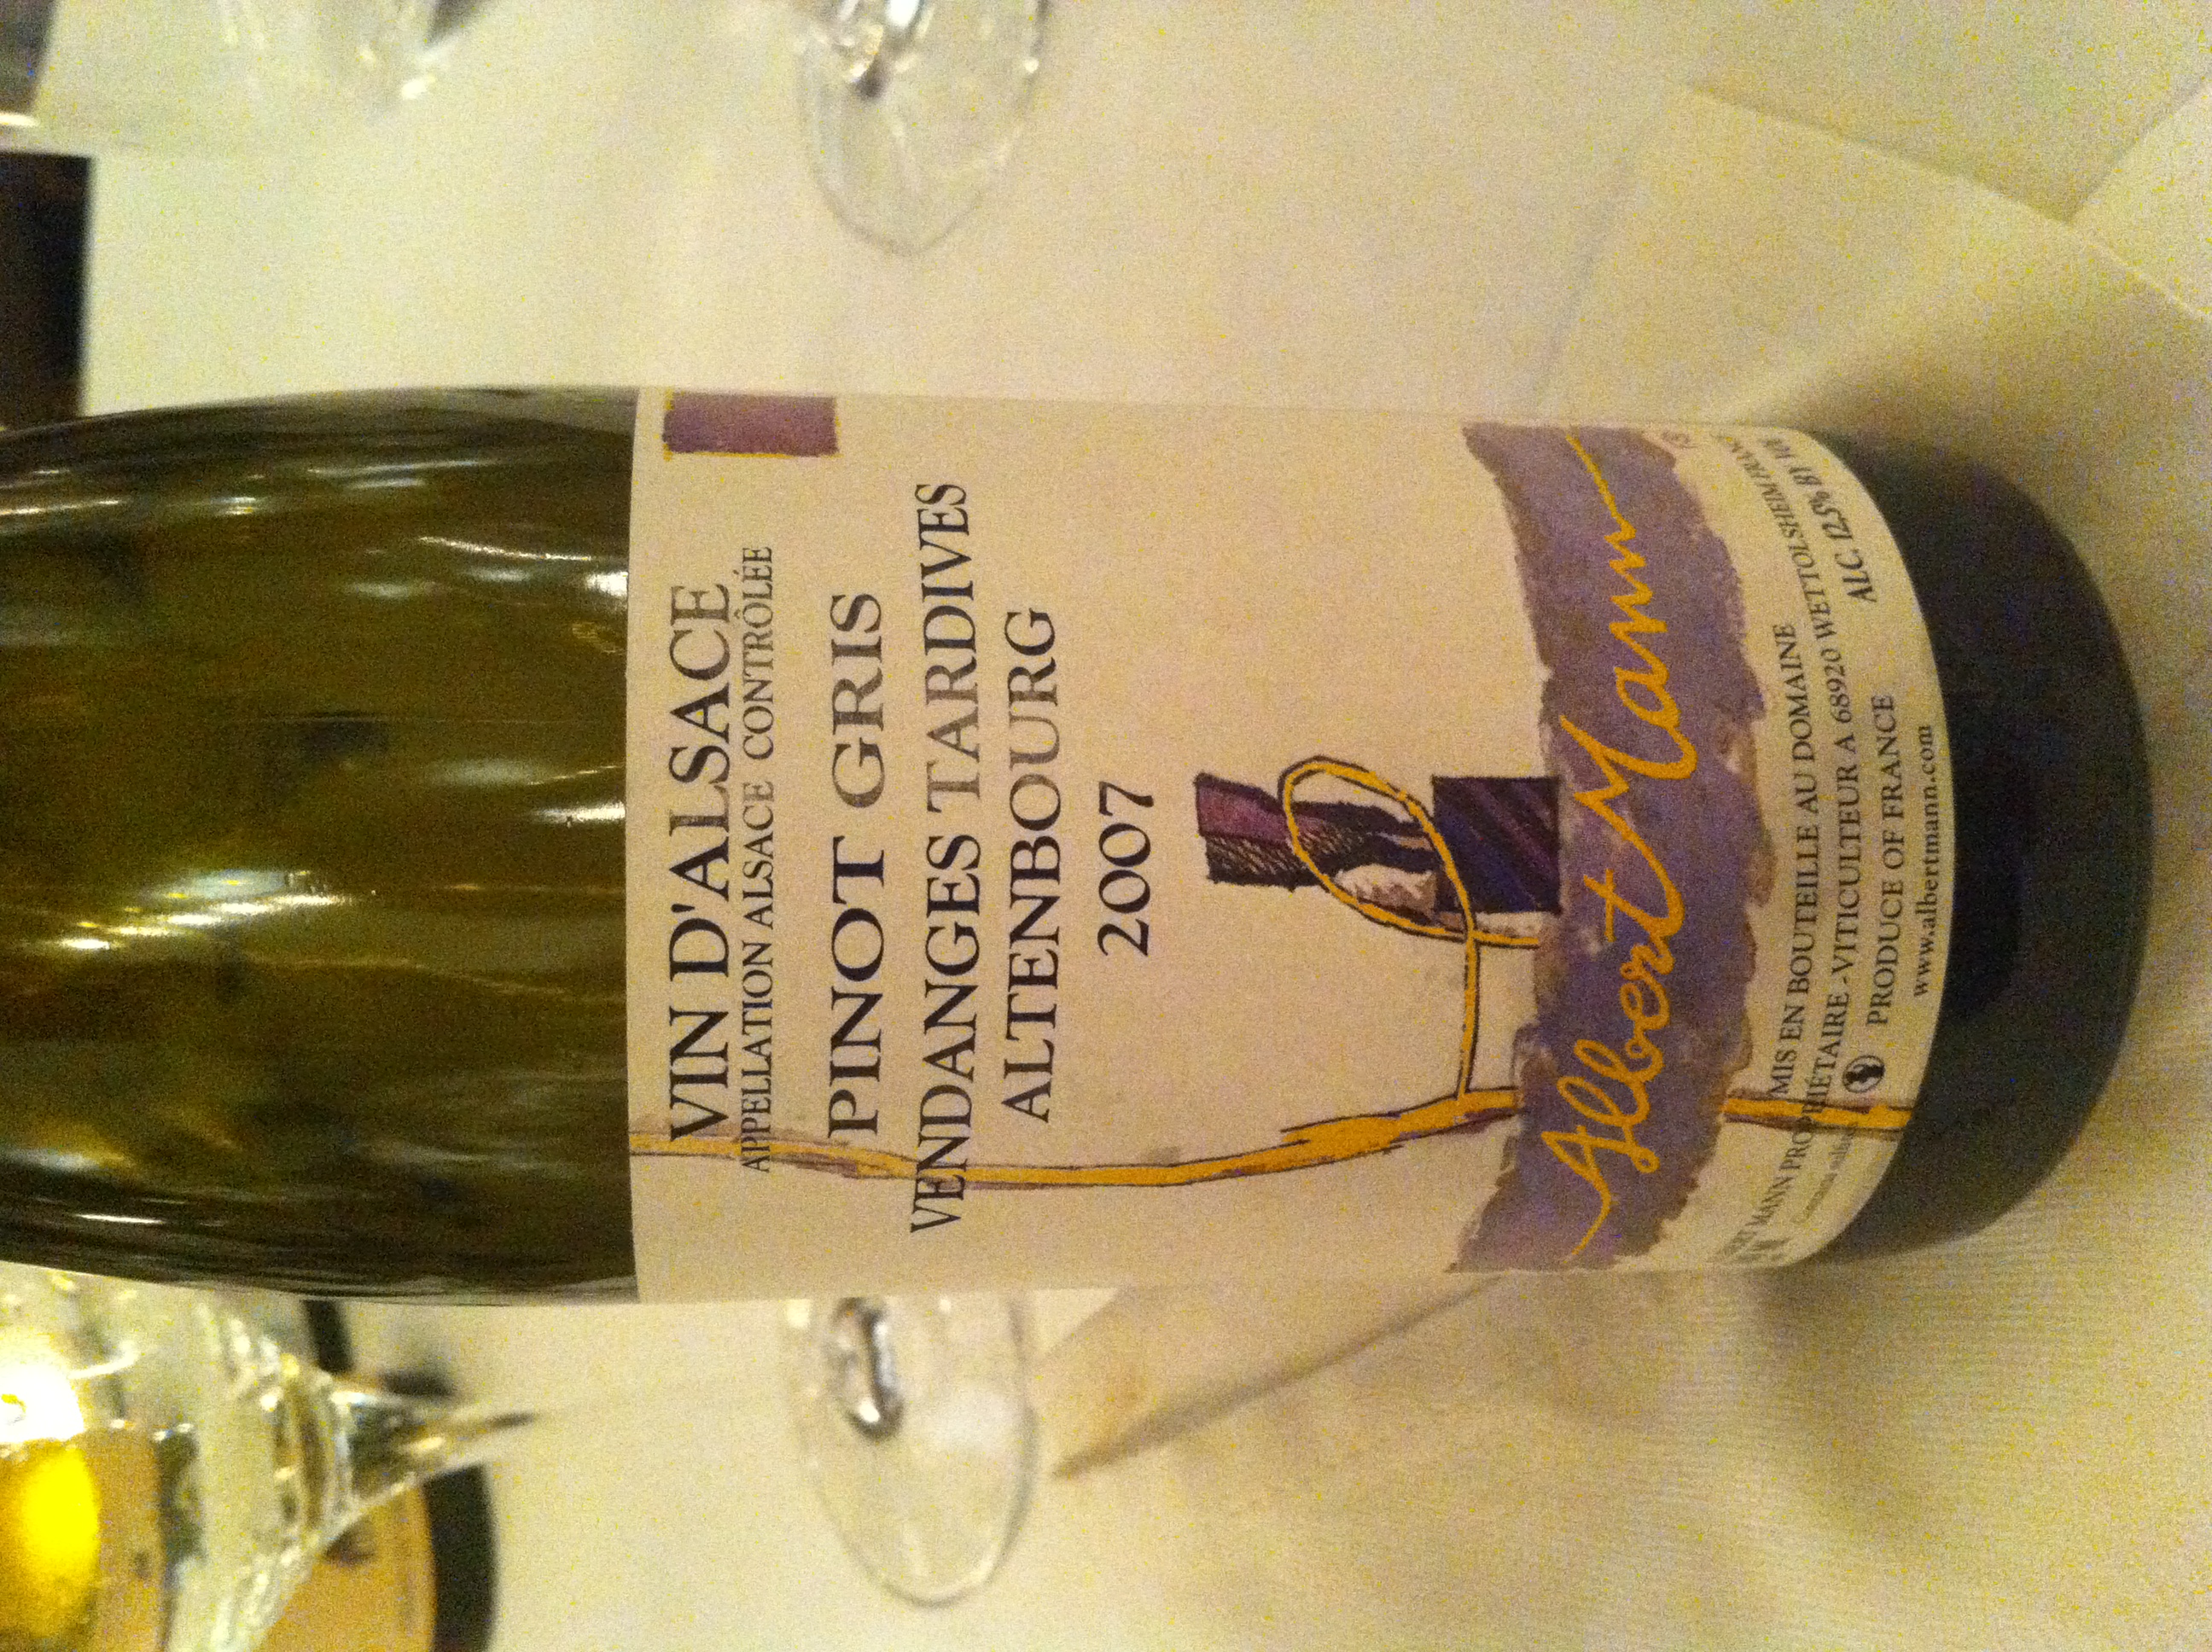 VIN D'ALSACE
APPELLATION ALSACE CONTRÔLÉE
PINOT GRIS
VENDANGES TARDIVES
ALTENBOURG
2007
Albert Mann ®
MIS EN BOUTEILLE AU DOMAINE
MANN PROPRIÉTAIRE-VITICULTEUR A 68920 WETTOLSHEIM FRANCE
PRODUCE OF FRANCE ALC. 12.5% BY VOL
www.albertmann.com